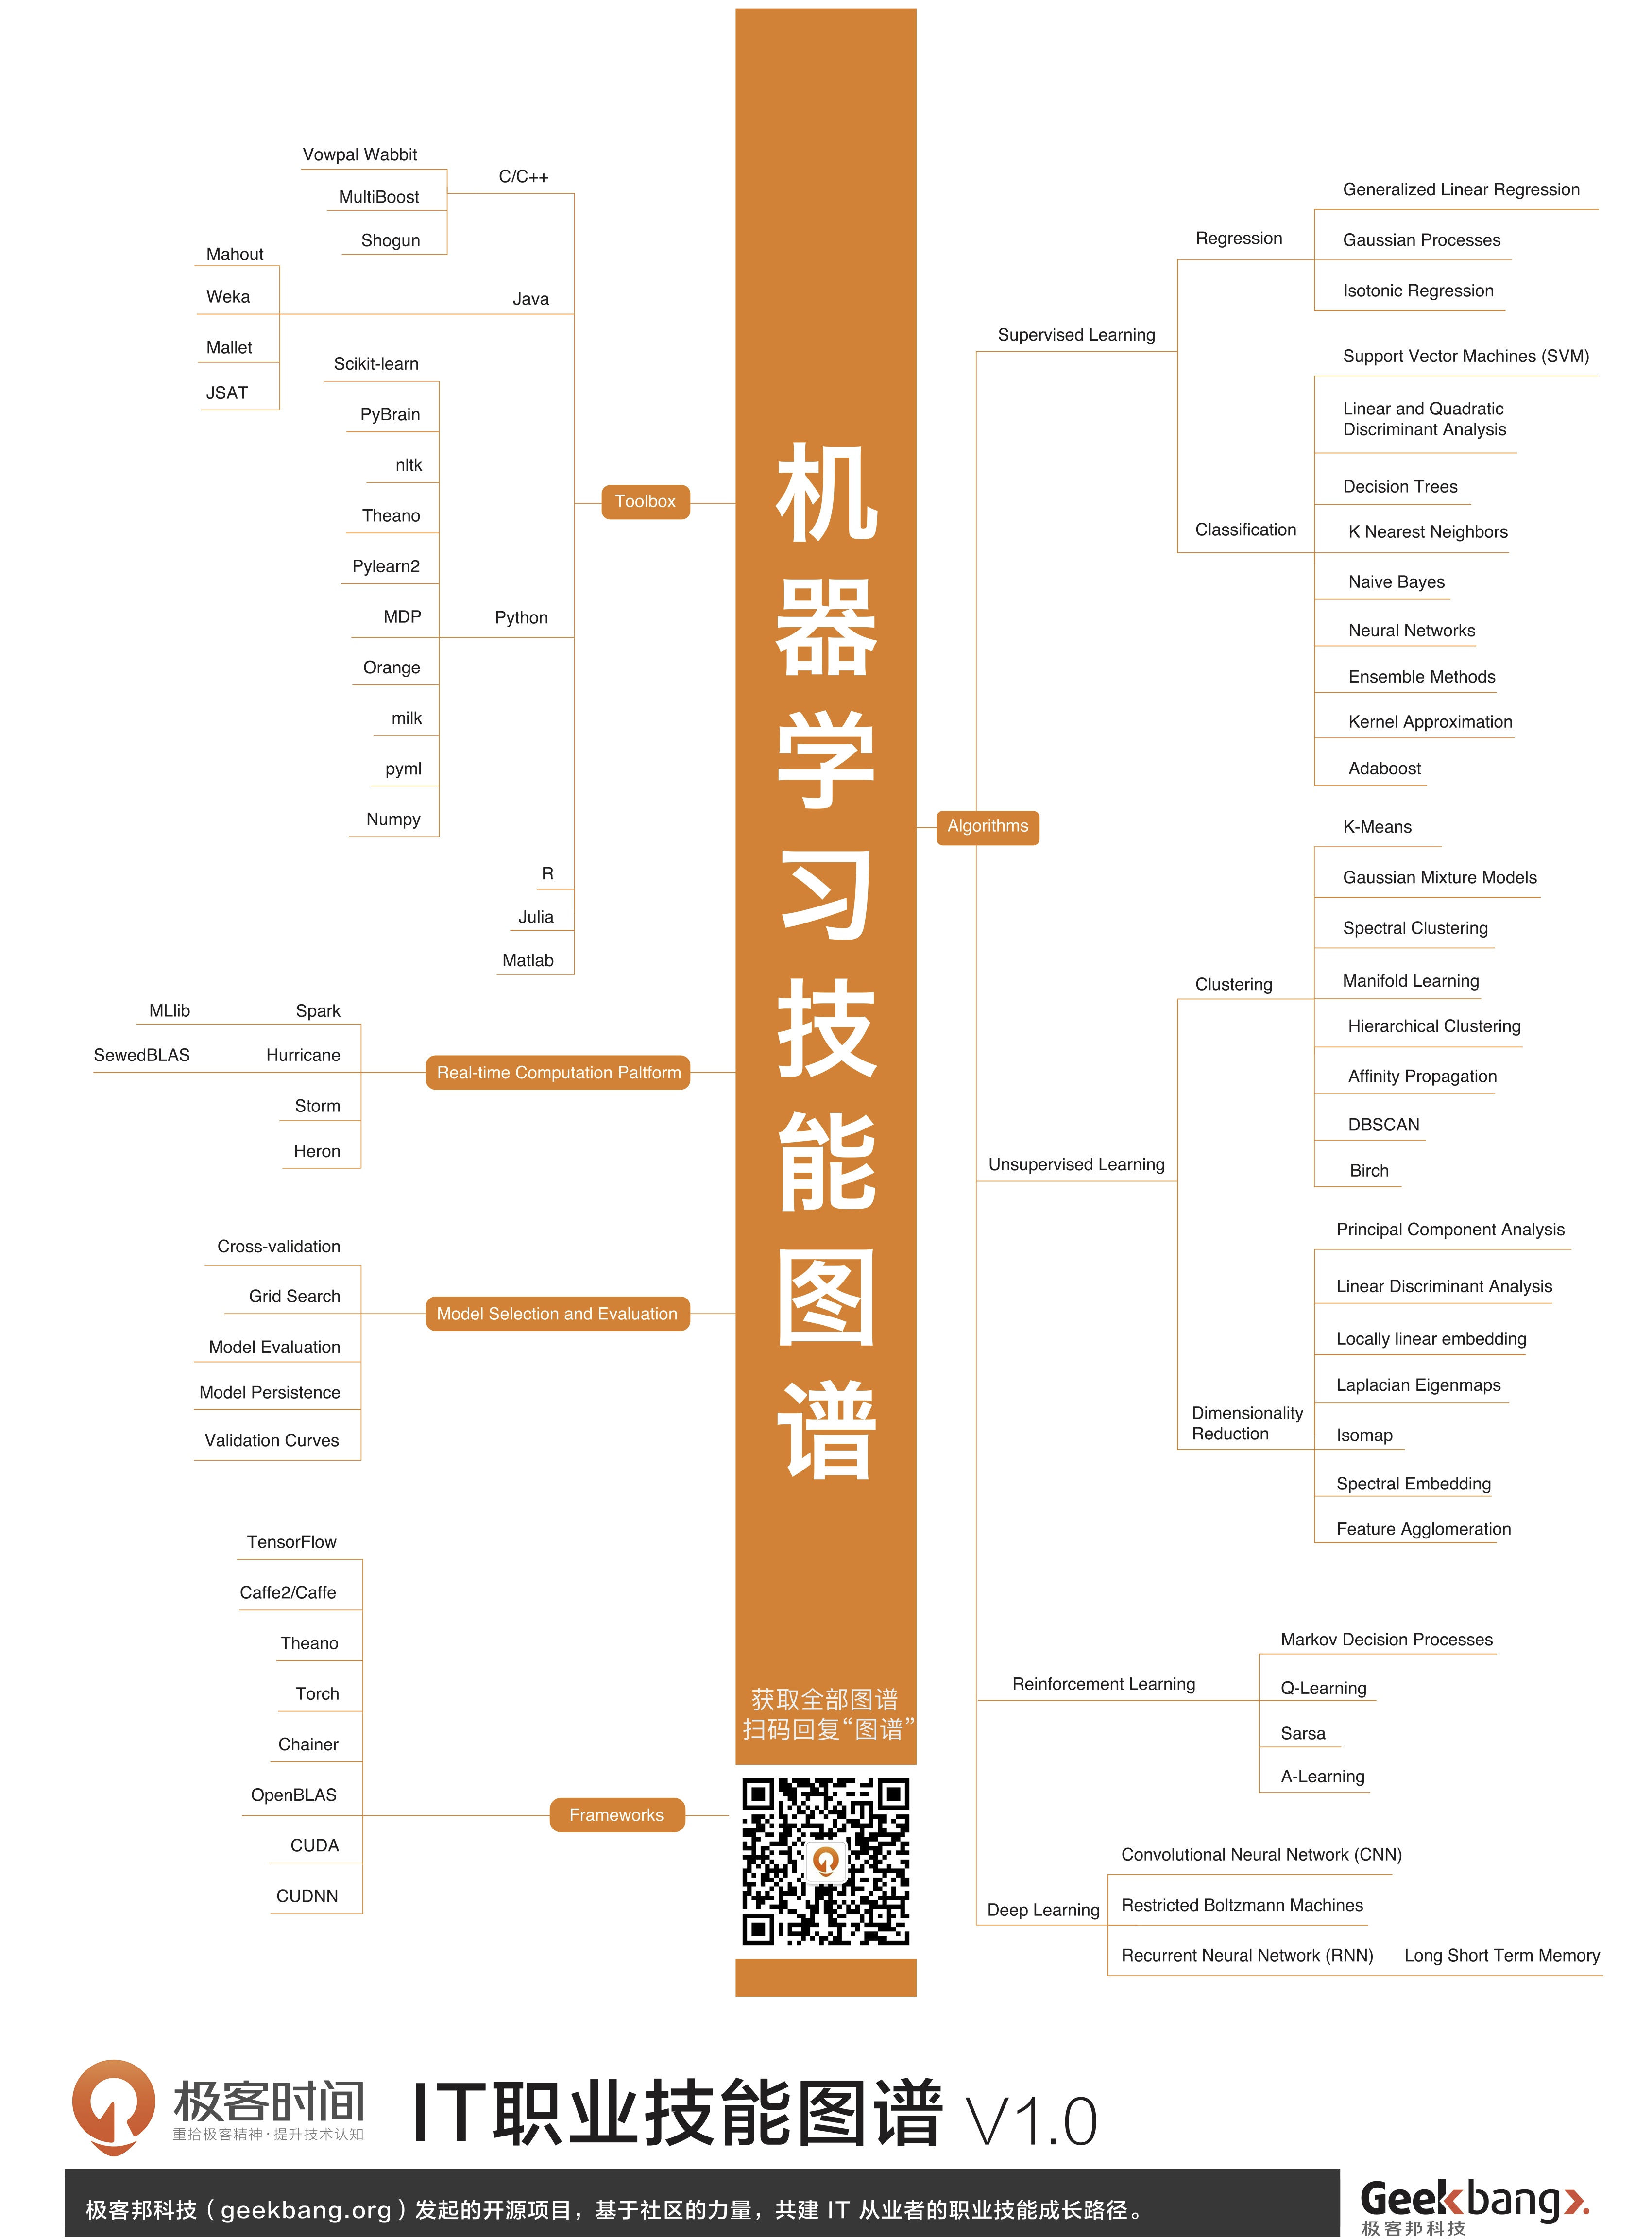 机
器
学
习
技
能
图
谱
获取全部图谱
扫码回复“图谱”
Toolbox
C/C++
Vowpal Wabbit
MultiBoost
Shogun
Java
Mahout
Weka
Mallet
JSAT
Python
Scikit-learn
PyBrain
nltk
Theano
Pylearn2
MDP
Orange
milk
pyml
Numpy
R
Julia
Matlab
Real-time Computation Paltform
Spark
MLlib
Hurricane
SewedBLAS
Storm
Heron
Model Selection and Evaluation
Cross-validation
Grid Search
Model Evaluation
Model Persistence
Validation Curves
Frameworks
TensorFlow
Caffe2/Caffe
Theano
Torch
Chainer
OpenBLAS
CUDA
CUDNN
Algorithms
Supervised Learning
Regression
Generalized Linear Regression
Gaussian Processes
Isotonic Regression
Classification
Support Vector Machines (SVM)
Linear and Quadratic
Discriminant Analysis
Decision Trees
K Nearest Neighbors
Naive Bayes
Neural Networks
Ensemble Methods
Kernel Approximation
Adaboost
Unsupervised Learning
Clustering
K-Means
Gaussian Mixture Models
Spectral Clustering
Manifold Learning
Hierarchical Clustering
Affinity Propagation
DBSCAN
Birch
Dimensionality
Reduction
Principal Component Analysis
Linear Discriminant Analysis
Locally linear embedding
Laplacian Eigenmaps
Isomap
Spectral Embedding
Feature Agglomeration
Reinforcement Learning
Markov Decision Processes
Q-Learning
Sarsa
A-Learning
Deep Learning
Convolutional Neural Network (CNN)
Restricted Boltzmann Machines
Recurrent Neural Network (RNN)
Long Short Term Memory
极客时间
重拾极客精神·提升技术认知
IT职业技能图谱 V1.0
极客邦科技（geekbang.org）发起的开源项目，基于社区的力量，共建 IT 从业者的职业技能成长路径。
Geekbang>.
极客邦科技